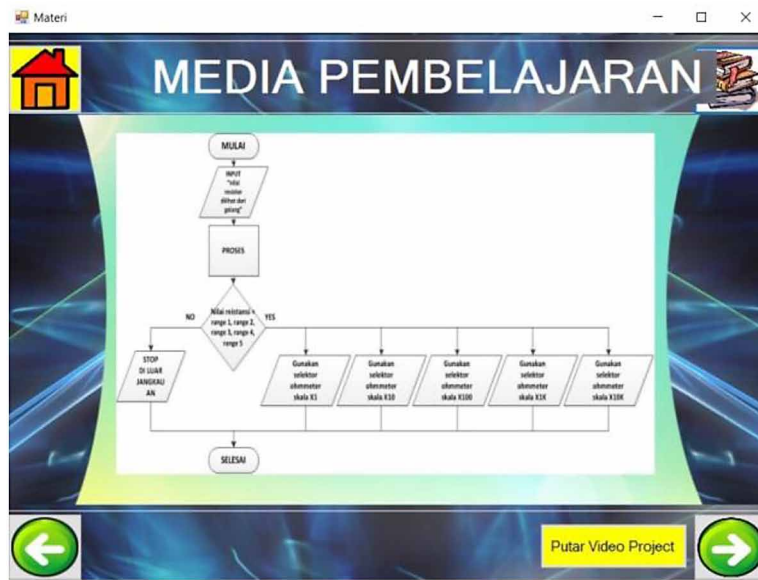 Materi
MEDIA PEMBELAJARAN
MULAI
INPUT
"nilai
resistor
dilihat dari
gelang"
PROSES
NO
Nilai resistansi =
range 1, range 2,
range 3, range 4,
range 5
YES
STOP
DI LUAR
JANGKAU
AN
Gunakan
selektor
ohmmeter
skala X1
Gunakan
selektor
ohmmeter
skala X10
Gunakan
selektor
ohmmeter
skala X100
Gunakan
selektor
ohmmeter
skala X1K
Gunakan
selektor
ohmmeter
skala X10K
SELESAI
Putar Video Project